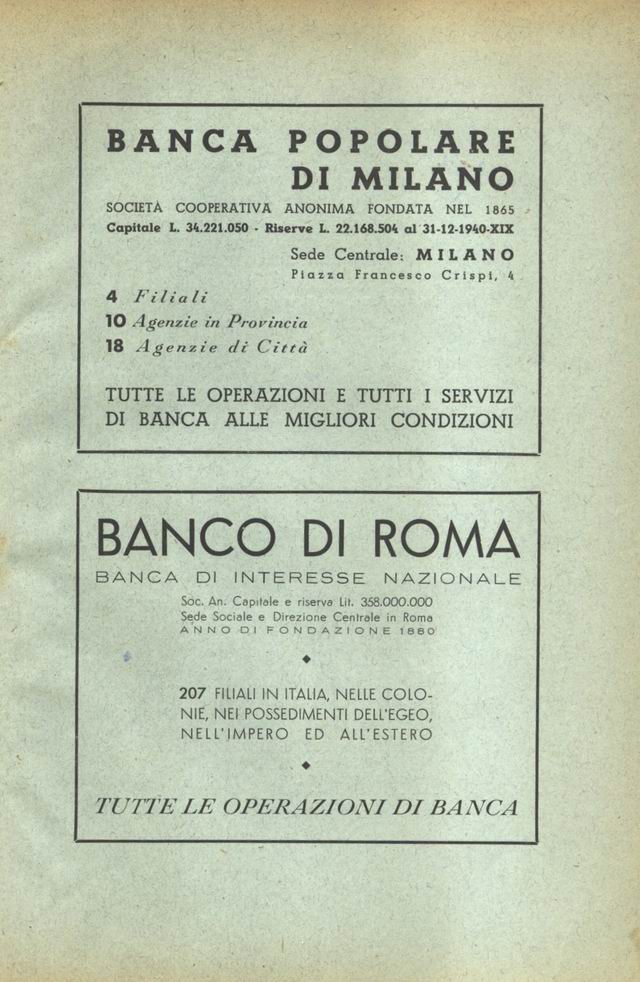 BANCA POPOLARE
DI MILANO
SOCIETÀ COOPERATIVA ANONIMA FONDATA NEL 1865
Capitale L. 34.221.050 - Riserve L. 22.168.504 al 31-12-1940-XIX
Sede Centrale: MILANO
Piazza Francesco Crispi, 4
4 Filiali
10 Agenzie in Provincia
18 Agenzie di Città
TUTTE LE OPERAZIONI E TUTTI I SERVIZI
DI BANCA ALLE MIGLIORI CONDIZIONI
BANCO DI ROMA
BANCA DI INTERESSE NAZIONALE
Soc. An. Capitale e riserva Lit. 358.000.000
Sede Sociale e Direzione Centrale in Roma
ANNO DI FONDAZIONE 1880
207 FILIALI IN ITALIA, NELLE COLO-
NIE, NEI POSSEDIMENTI DELL'EGEO,
NELL'IMPERO ED ALL'ESTERO
TUTTE LE OPERAZIONI DI BANCA